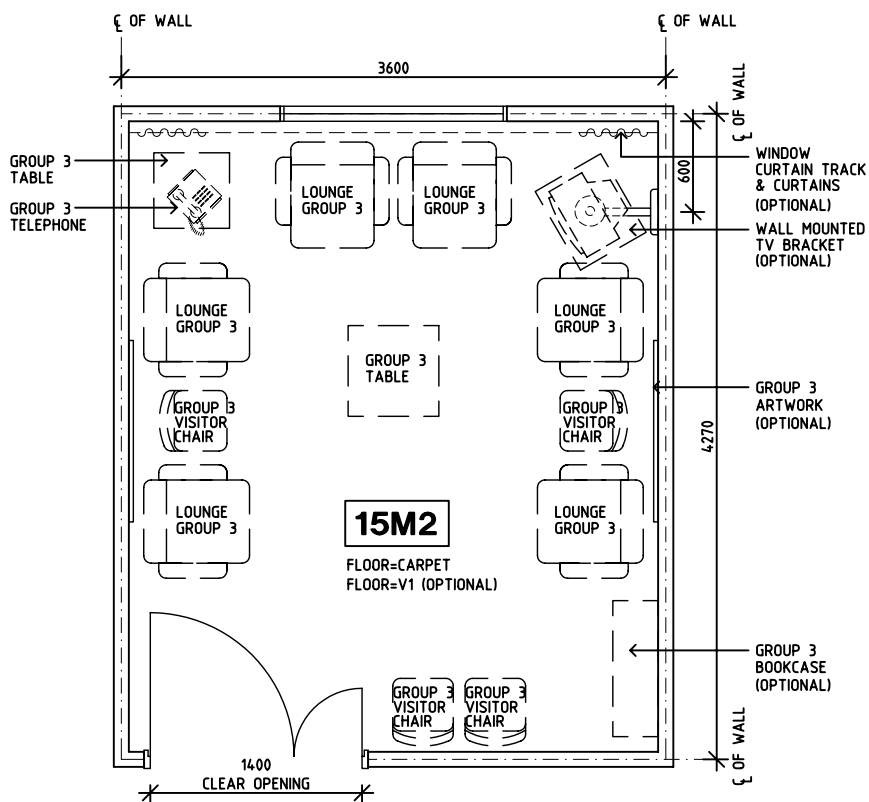 ℄ OF WALL
℄ OF WALL
3600
℄ OF WALL
GROUP 3
TABLE
GROUP 3
TELEPHONE
LOUNGE
GROUP 3
LOUNGE
GROUP 3
600
WINDOW
CURTAIN TRACK
& CURTAINS
(OPTIONAL)
WALL MOUNTED
TV BRACKET
(OPTIONAL)
LOUNGE
GROUP 3
LOUNGE
GROUP 3
GROUP 3
TABLE
GROUP 3
VISITOR
CHAIR
GROUP 3
VISITOR
CHAIR
GROUP 3
ARTWORK
(OPTIONAL)
4270
LOUNGE
GROUP 3
LOUNGE
GROUP 3
15M2
FLOOR=CARPET
FLOOR=V1 (OPTIONAL)
GROUP 3
BOOKCASE
(OPTIONAL)
GROUP 3
VISITOR
CHAIR
GROUP 3
VISITOR
CHAIR
℄ OF WALL
1400
CLEAR OPENING